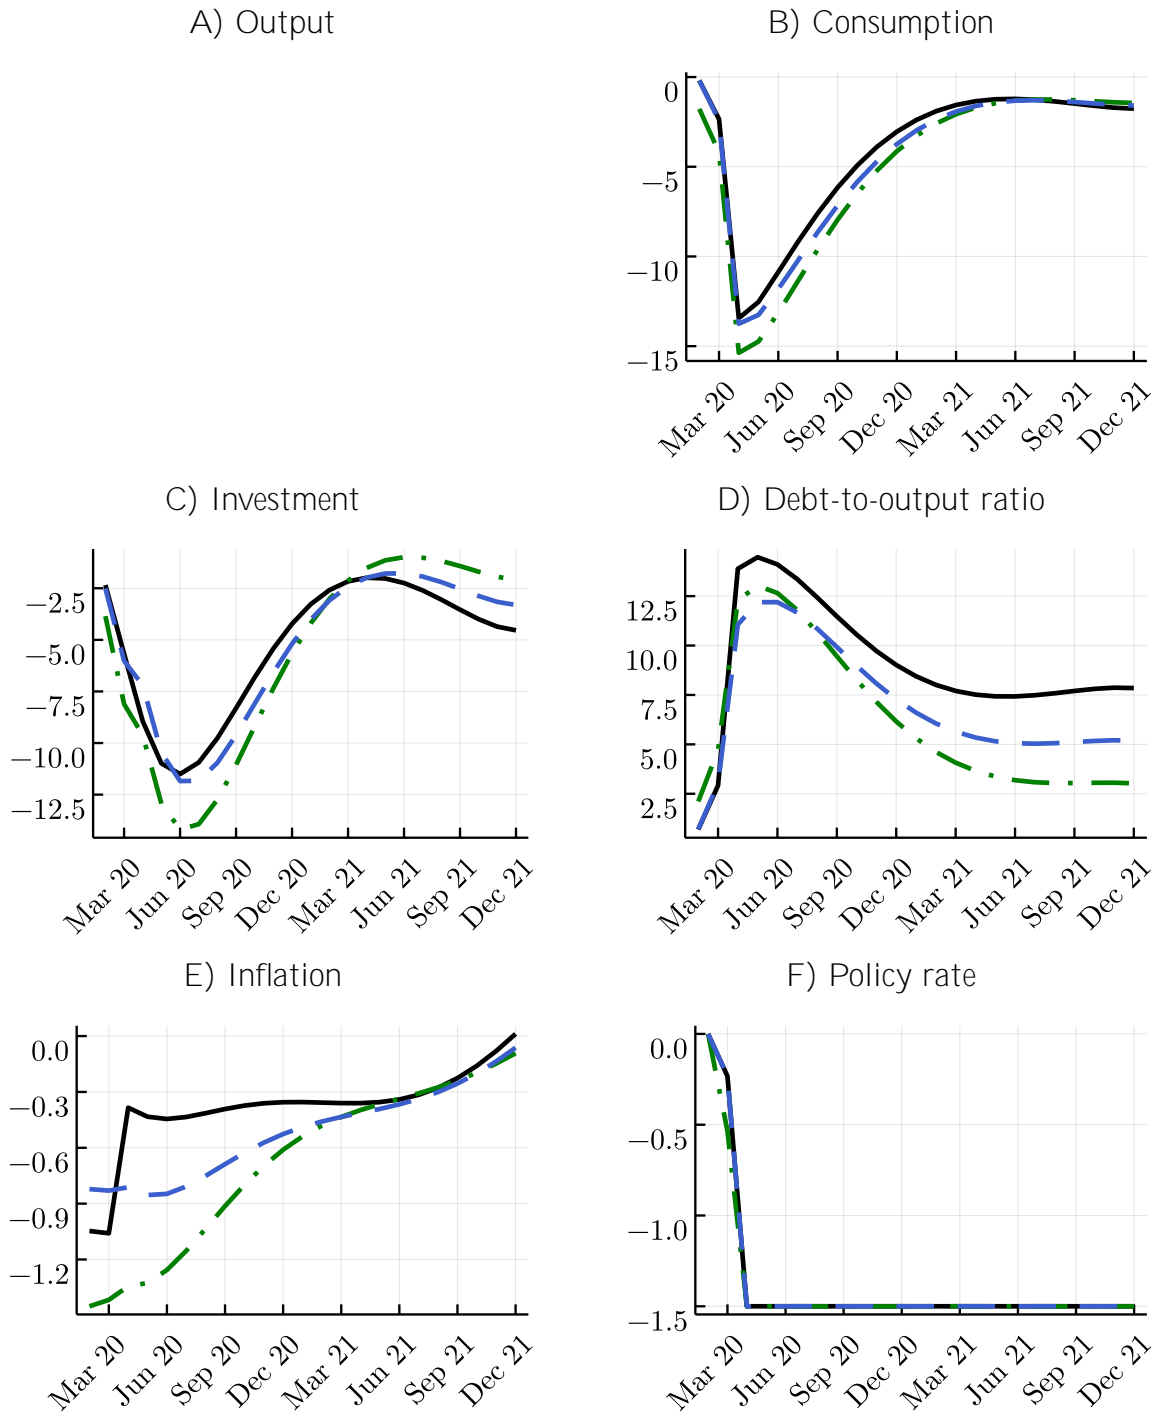 A) Output
B) Consumption
0
−5
−10
−15
Mar 20
Jun 20
Sep 20
Dec 20
Mar 21
Jun 21
Sep 21
Dec 21
C) Investment
−2.5
−5.0
−7.5
−10.0
−12.5
Mar 20
Jun 20
Sep 20
Dec 20
Mar 21
Jun 21
Sep 21
Dec 21
D) Debt-to-output ratio
12.5
10.0
7.5
5.0
2.5
Mar 20
Jun 20
Sep 20
Dec 20
Mar 21
Jun 21
Sep 21
Dec 21
E) Inflation
0.0
−0.3
−0.6
−0.9
−1.2
Mar 20
Jun 20
Sep 20
Dec 20
Mar 21
Jun 21
Sep 21
Dec 21
F) Policy rate
0.0
−0.5
−1.0
−1.5
Mar 20
Jun 20
Sep 20
Dec 20
Mar 21
Jun 21
Sep 21
Dec 21